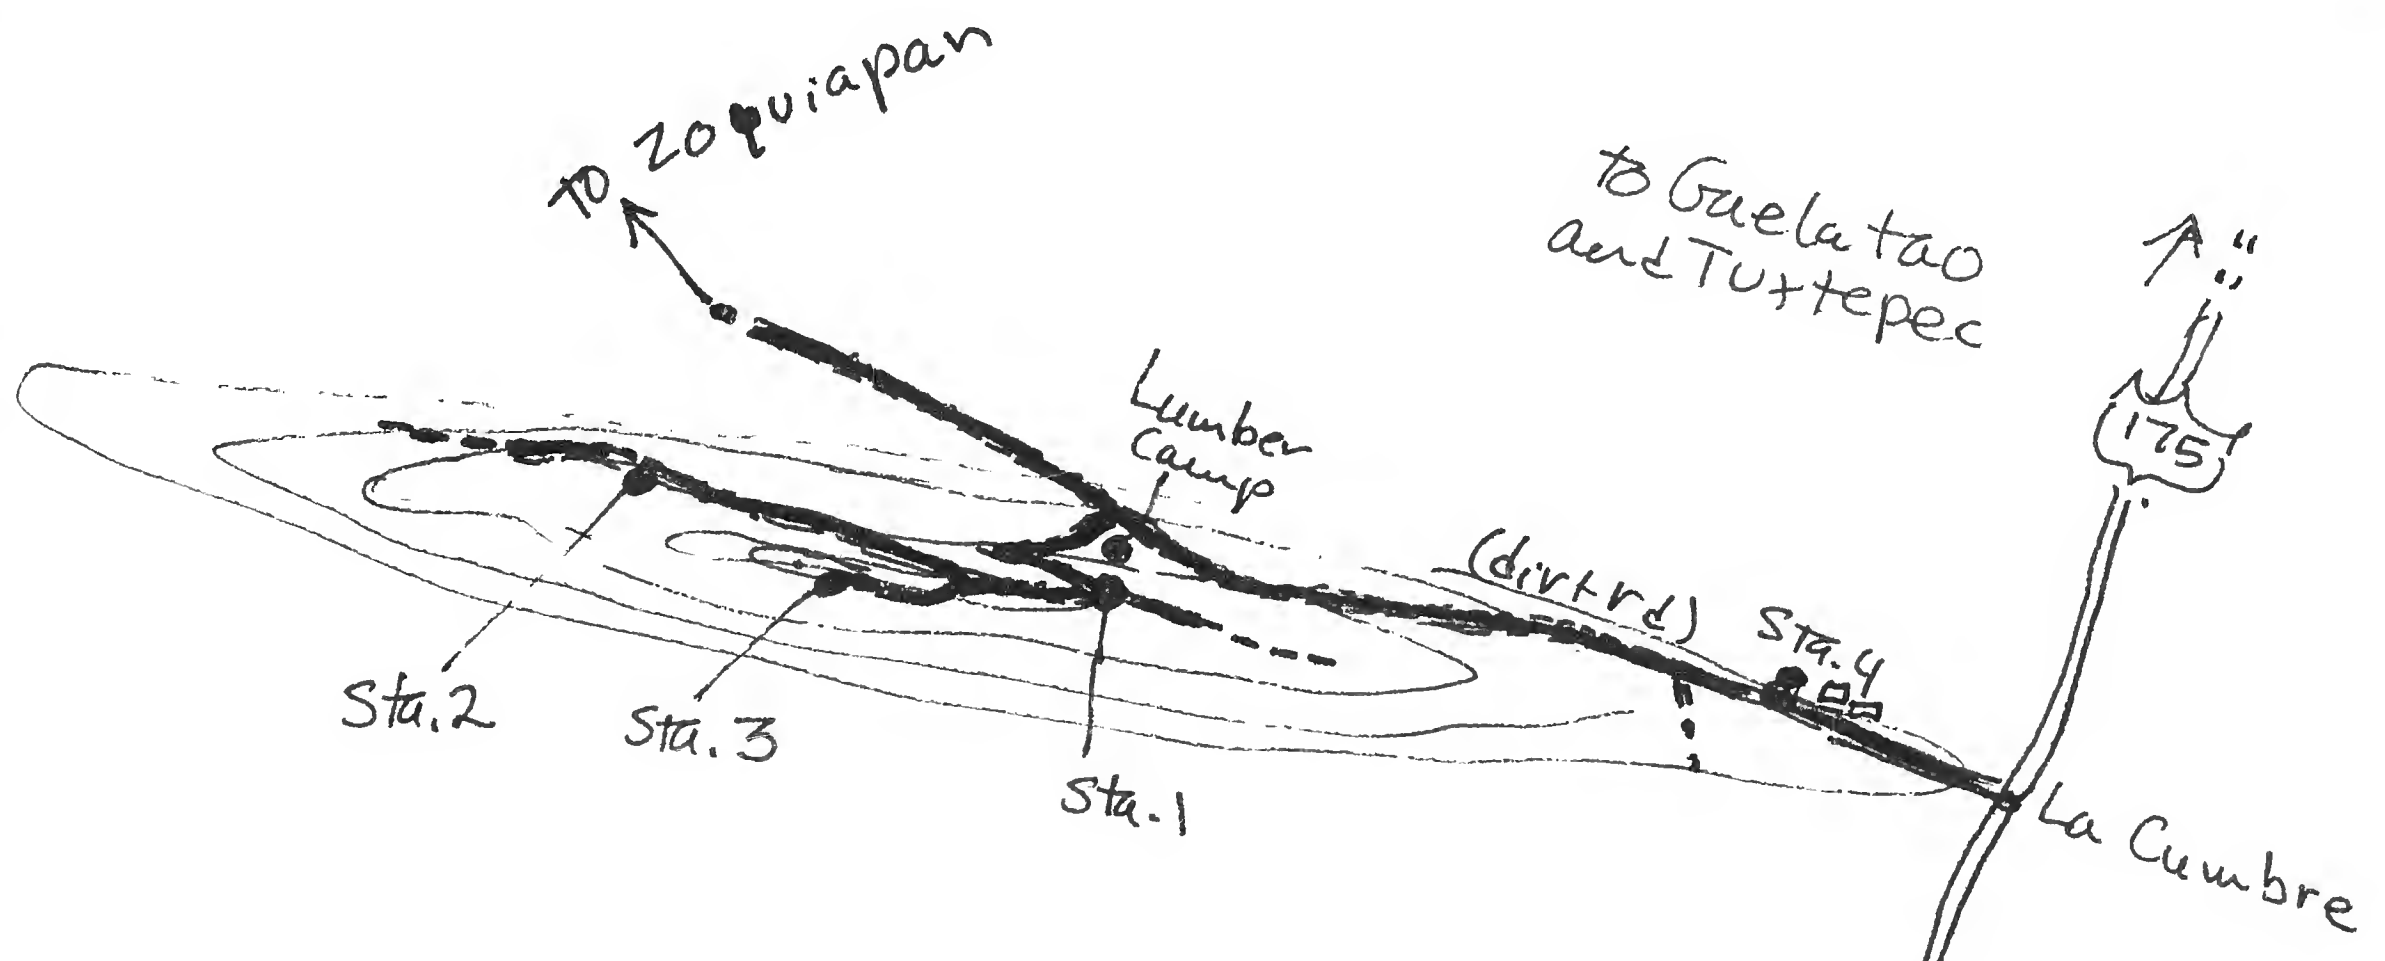 TO Zoquiapan
to Guelatao
and Tuxtepec
175
Lumber
Camp
(dirt rd)
Sta. 4
Sta. 2
Sta. 3
Sta. 1
La Cumbre